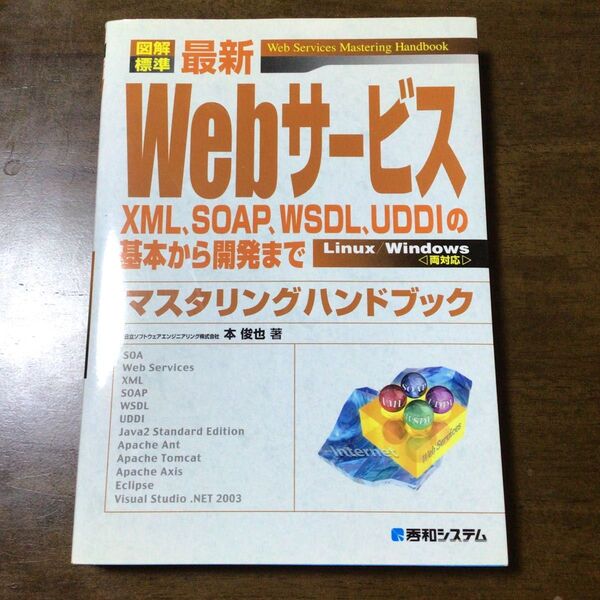 図解
標準
最新
Web Services Mastering Handbook
Webサービス
XML、SOAP、WSDL、UDDIの
基本から開発まで
Linux/Windows
＜両対応＞
マスタリングハンドブック
日立ソフトウェアエンジニアリング株式会社 本 俊也 著
SOA
Web Services
XML
SOAP
WSDL
UDDI
Java2 Standard Edition
Apache Ant
Apache Tomcat
Apache Axis
Eclipse
Visual Studio .NET 2003
XML
UDDI
WSDL
Web Services
Internet
秀和システム